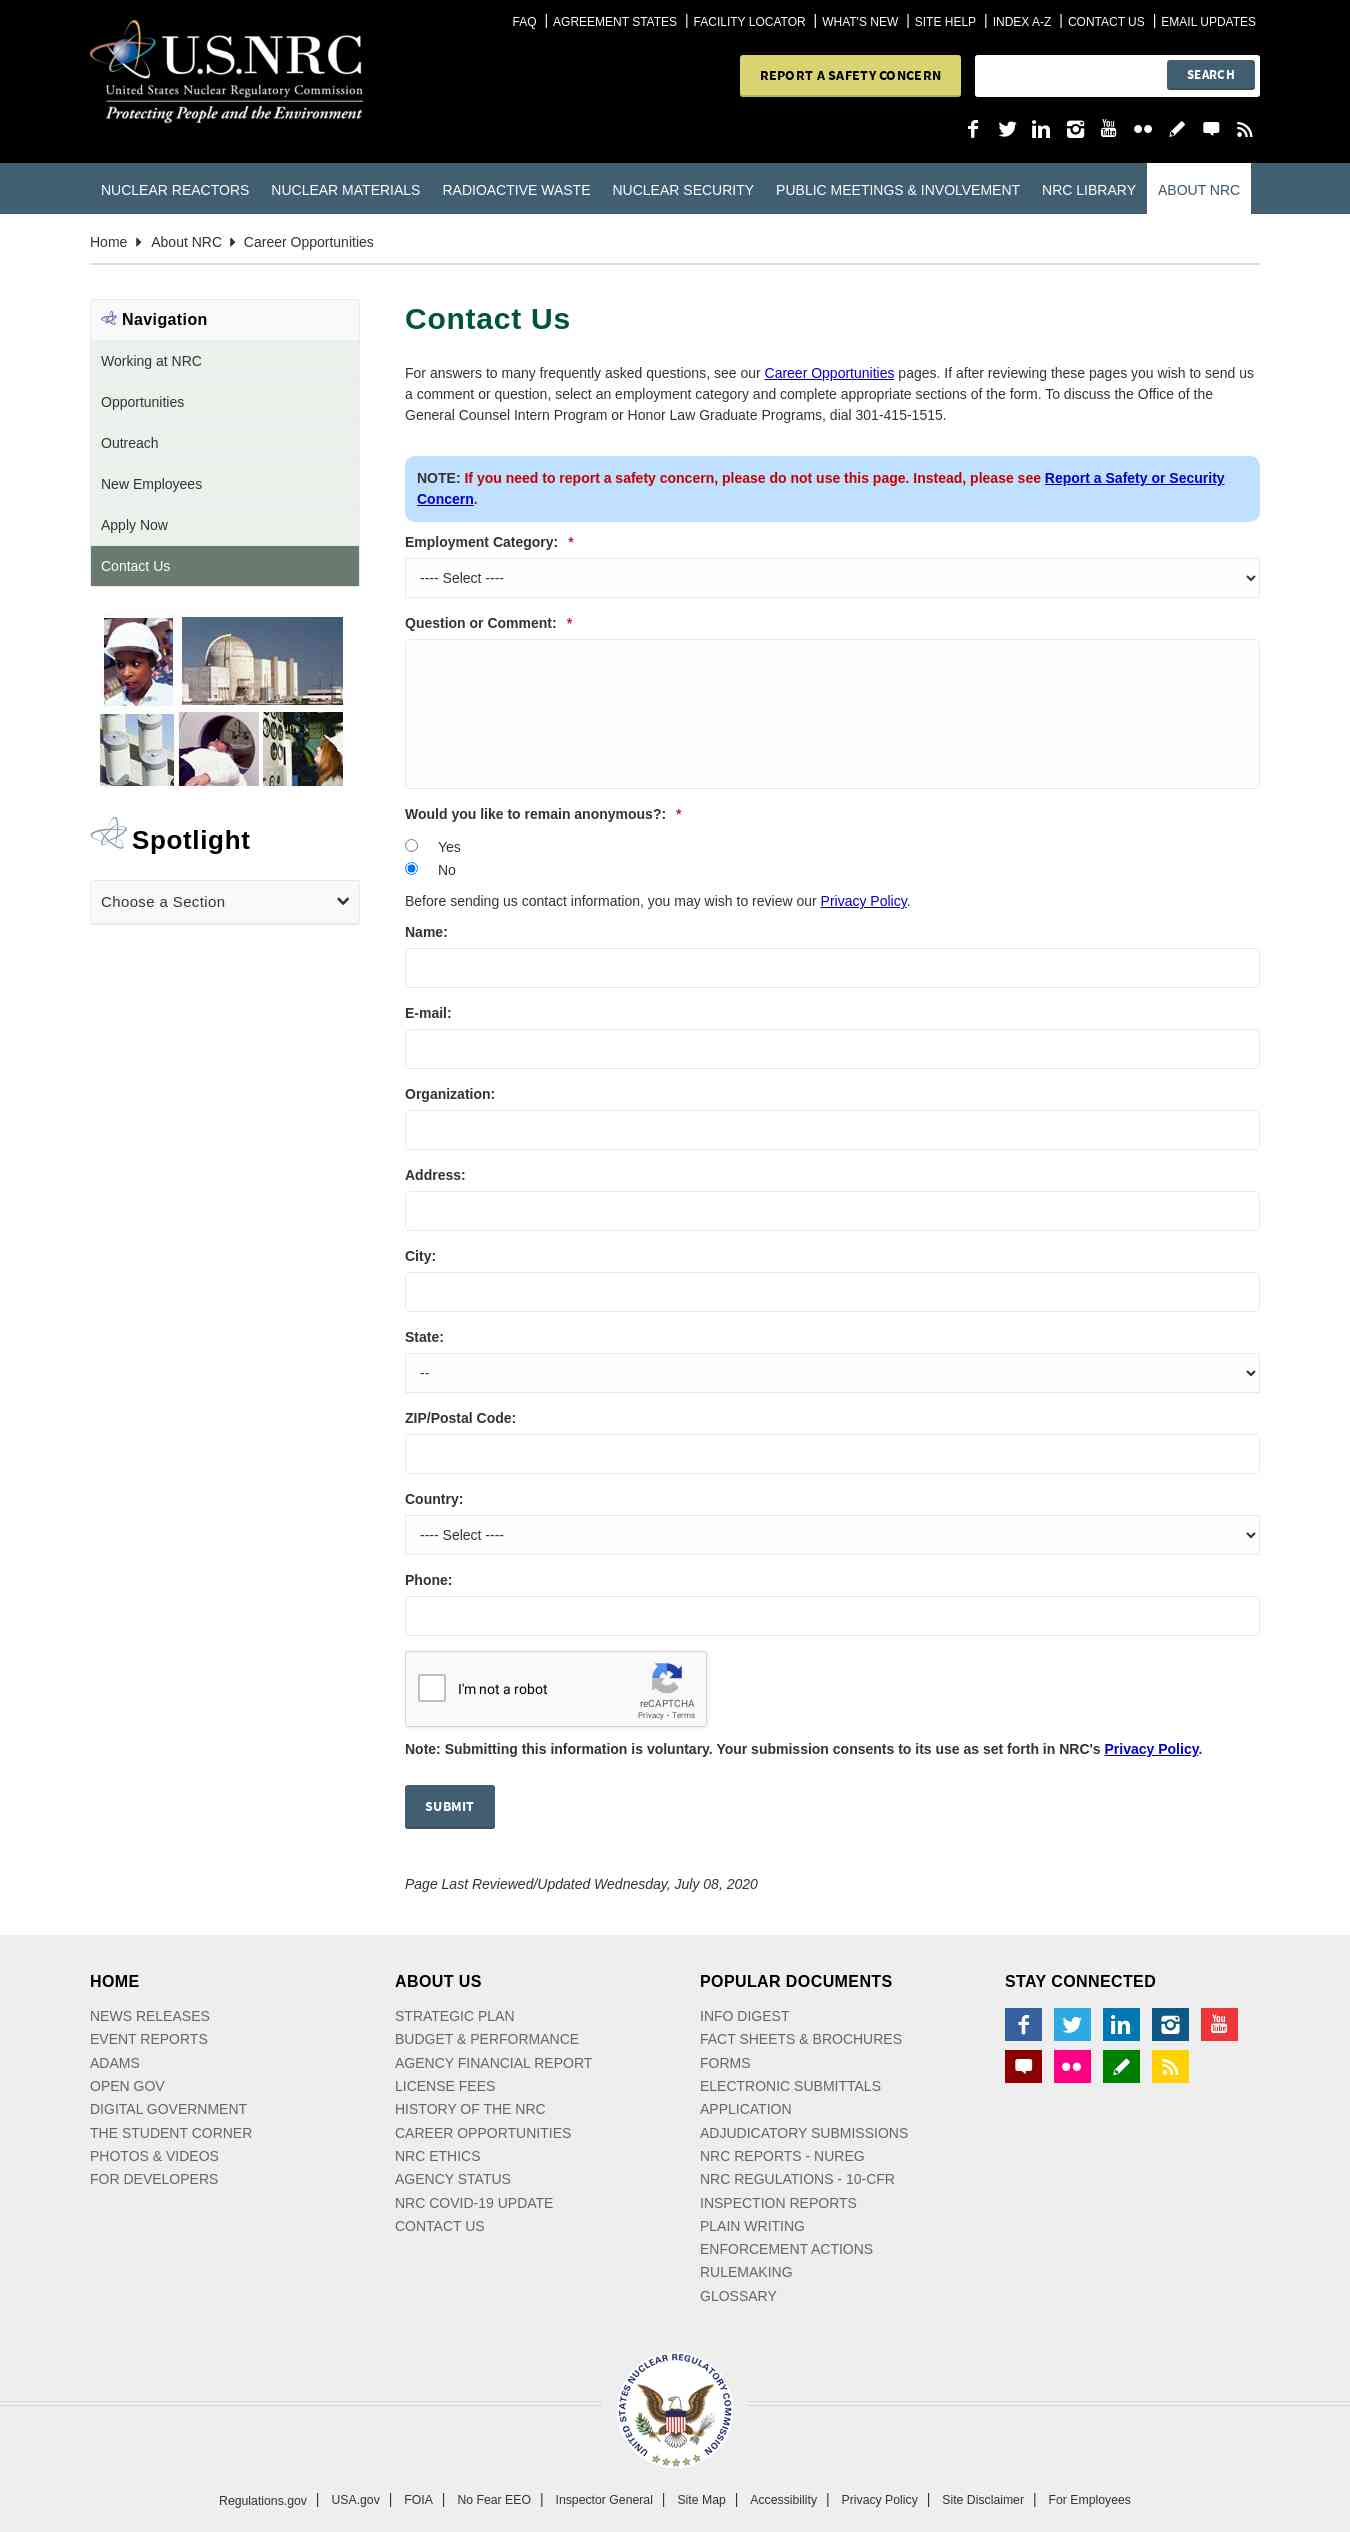 FAQ | AGREEMENT STATES | FACILITY LOCATOR | WHAT'S NEW | SITE HELP | INDEX A-Z | CONTACT US | EMAIL UPDATES
U.S.NRC
United States Nuclear Regulatory Commission
Protecting People and the Environment
REPORT A SAFETY CONCERN
SEARCH
You Tube
NUCLEAR REACTORS NUCLEAR MATERIALS RADIOACTIVE WASTE NUCLEAR SECURITY PUBLIC MEETINGS & INVOLVEMENT NRC LIBRARY ABOUT NRC
Home About NRC Career Opportunities
Navigation
Working at NRC
Opportunities
Outreach
New Employees
Apply Now
Contact Us
Spotlight
Choose a Section
Contact Us
For answers to many frequently asked questions, see our Career Opportunities pages. If after reviewing these pages you wish to send us
a comment or question, select an employment category and complete appropriate sections of the form. To discuss the Office of the
General Counsel Intern Program or Honor Law Graduate Programs, dial 301-415-1515.
NOTE: If you need to report a safety concern, please do not use this page. Instead, please see Report a Safety or Security
Concern.
Employment Category: *
---- Select ----
Question or Comment: *
Would you like to remain anonymous?: *
Yes
No
Before sending us contact information, you may wish to review our Privacy Policy.
Name:
E-mail:
Organization:
Address:
City:
State:
--
ZIP/Postal Code:
Country:
---- Select ----
Phone:
I'm not a robot
reCAPTCHA
Privacy - Terms
Note: Submitting this information is voluntary. Your submission consents to its use as set forth in NRC's Privacy Policy.
SUBMIT
Page Last Reviewed/Updated Wednesday, July 08, 2020
HOME
NEWS RELEASES
EVENT REPORTS
ADAMS
OPEN GOV
DIGITAL GOVERNMENT
THE STUDENT CORNER
PHOTOS & VIDEOS
FOR DEVELOPERS
ABOUT US
STRATEGIC PLAN
BUDGET & PERFORMANCE
AGENCY FINANCIAL REPORT
LICENSE FEES
HISTORY OF THE NRC
CAREER OPPORTUNITIES
NRC ETHICS
AGENCY STATUS
NRC COVID-19 UPDATE
CONTACT US
POPULAR DOCUMENTS
INFO DIGEST
FACT SHEETS & BROCHURES
FORMS
ELECTRONIC SUBMITTALS
APPLICATION
ADJUDICATORY SUBMISSIONS
NRC REPORTS - NUREG
NRC REGULATIONS - 10-CFR
INSPECTION REPORTS
PLAIN WRITING
ENFORCEMENT ACTIONS
RULEMAKING
GLOSSARY
STAY CONNECTED
You Tube
UNITED STATES NUCLEAR REGULATORY COMMISSION
Regulations.gov | USA.gov | FOIA | No Fear EEO | Inspector General | Site Map | Accessibility | Privacy Policy | Site Disclaimer | For Employees